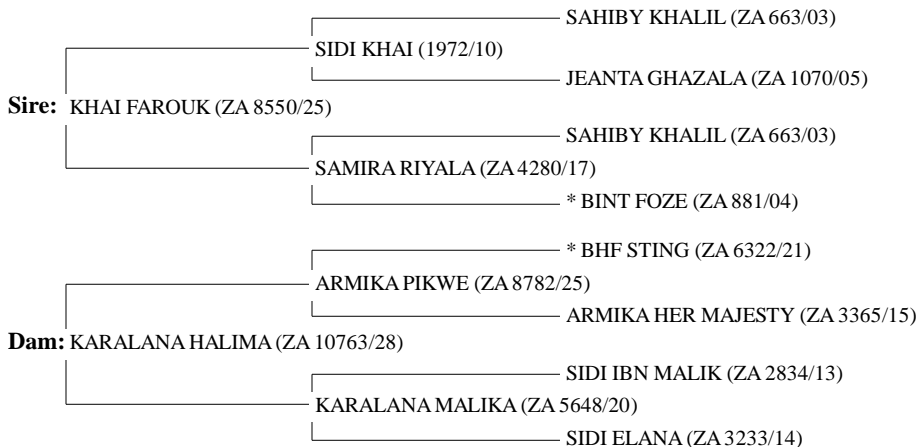 SAHIBY KHALIL (ZA 663/03)
SIDI KHAI (1972/10)
JEANTA GHAZALA (ZA 1070/05)
Sire: KHAI FAROUK (ZA 8550/25)
SAHIBY KHALIL (ZA 663/03)
SAMIRA RIYALA (ZA 4280/17)
* BINT FOZE (ZA 881/04)
* BHF STING (ZA 6322/21)
ARMIKA PIKWE (ZA 8782/25)
ARMIKA HER MAJESTY (ZA 3365/15)
Dam: KARALANA HALIMA (ZA 10763/28)
SIDI IBN MALIK (ZA 2834/13)
KARALANA MALIKA (ZA 5648/20)
SIDI ELANA (ZA 3233/14)